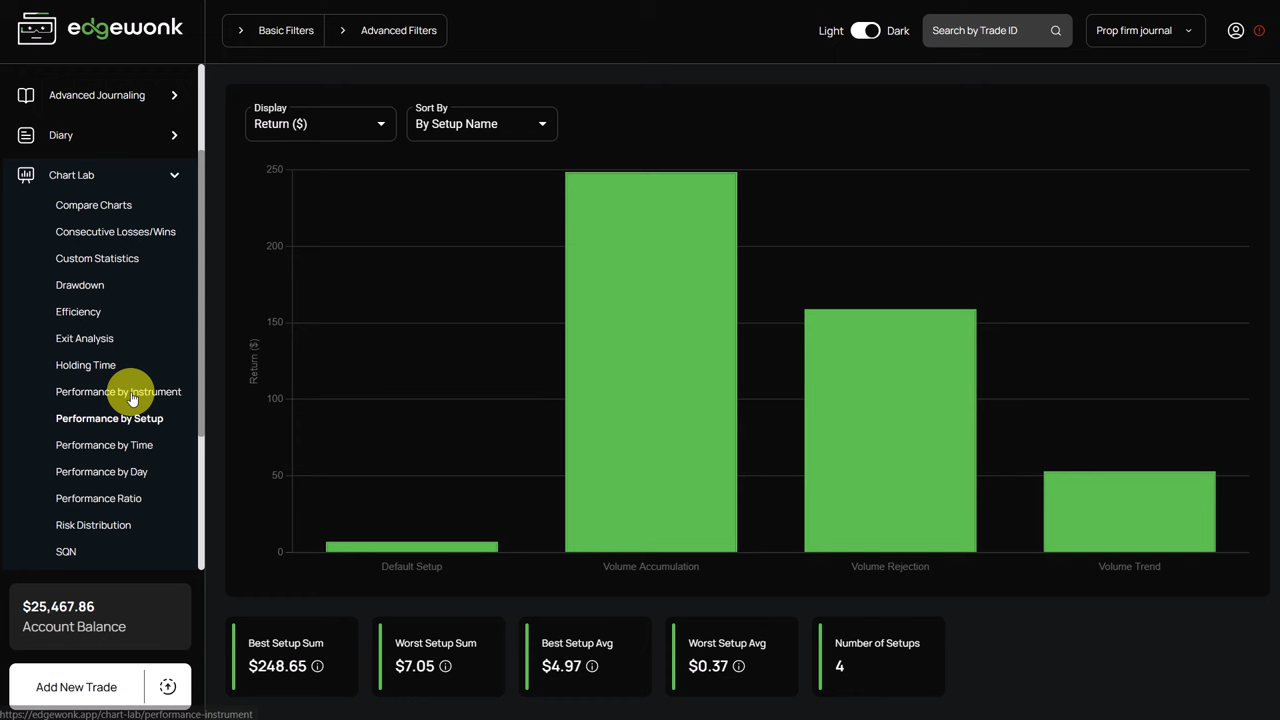 edgewonk
Basic Filters
Advanced Filters
Light
Dark
Search by Trade ID
Prop firm journal
Advanced Journaling
Diary
Chart Lab
Compare Charts
Consecutive Losses/Wins
Custom Statistics
Drawdown
Efficiency
Exit Analysis
Holding Time
Performance by Instrument
Performance by Setup
Performance by Time
Performance by Day
Performance Ratio
Risk Distribution
SQN
$25,467.86
Account Balance
Add New Trade
https://edgewonk.app/chart-lab/performance-instrument
Display
Return ($)
Sort By
By Setup Name
250
200
150
100
50
0
Return ($)
Default Setup
Volume Accumulation
Volume Rejection
Volume Trend
Best Setup Sum
$248.65
Worst Setup Sum
$7.05
Best Setup Avg
$4.97
Worst Setup Avg
$0.37
Number of Setups
4